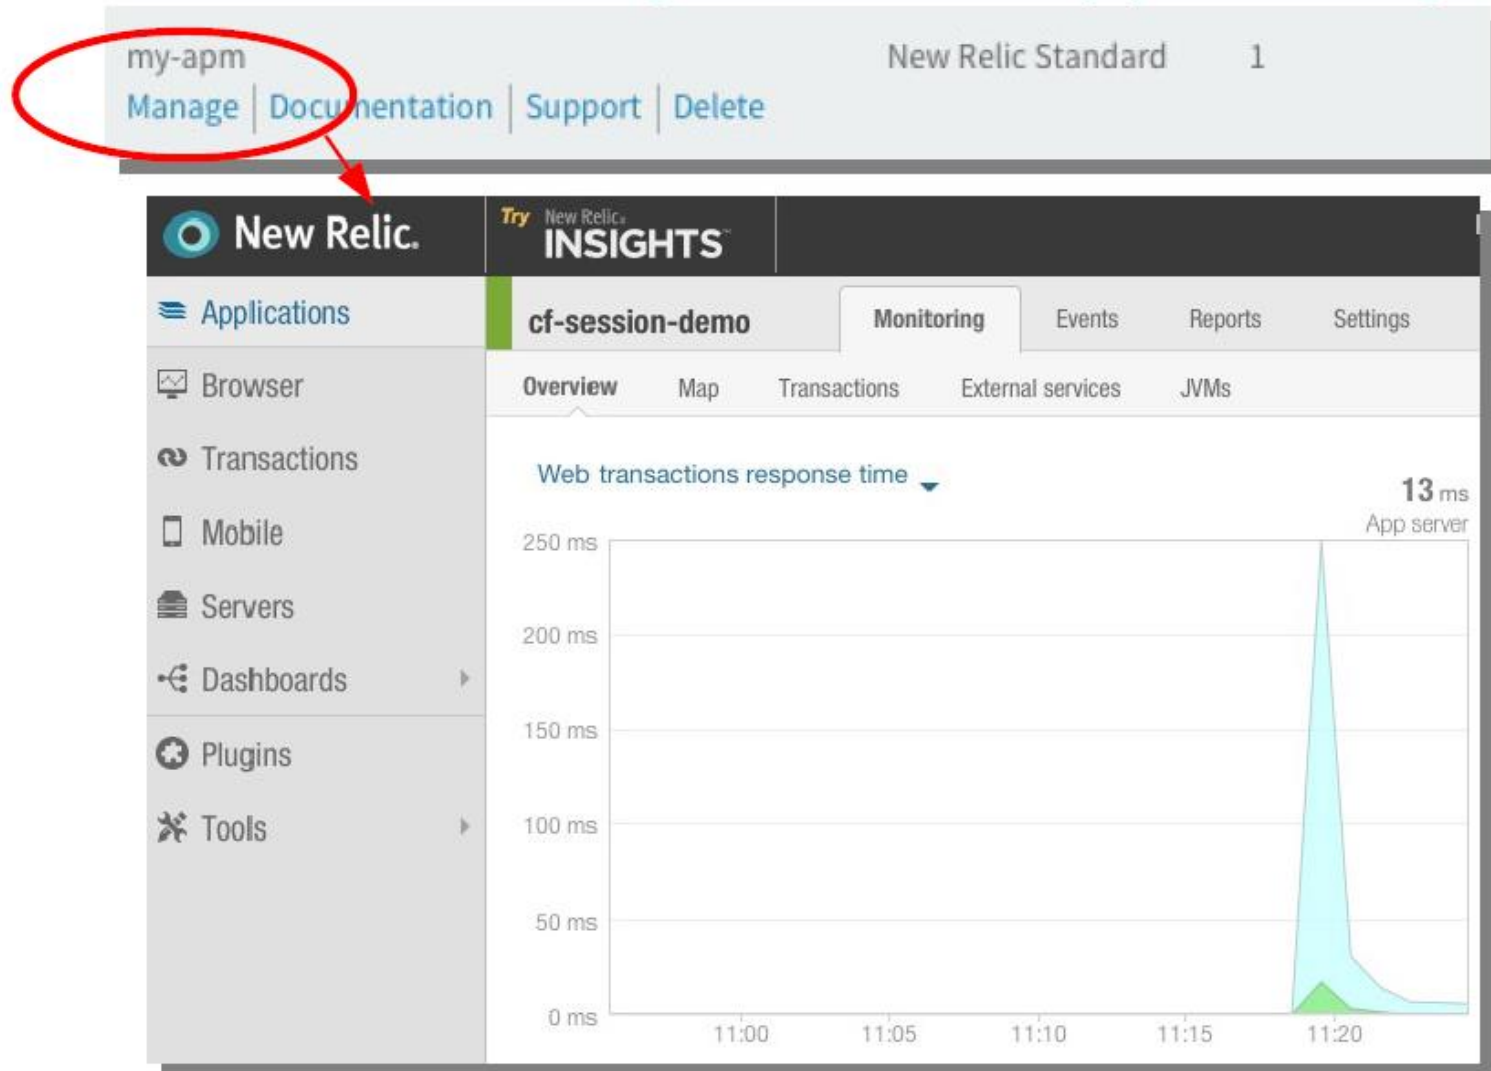 my-apm New Relic Standard 1
Manage | Documentation | Support | Delete
New Relic. Try New Relic. INSIGHTS™
Applications
Browser
Transactions
Mobile
Servers
Dashboards
Plugins
Tools
cf-session-demo Monitoring Events Reports Settings
Overview Map Transactions External services JVMs
Web transactions response time
13 ms
App server
250 ms
200 ms
150 ms
100 ms
50 ms
0 ms
11:00 11:05 11:10 11:15 11:20